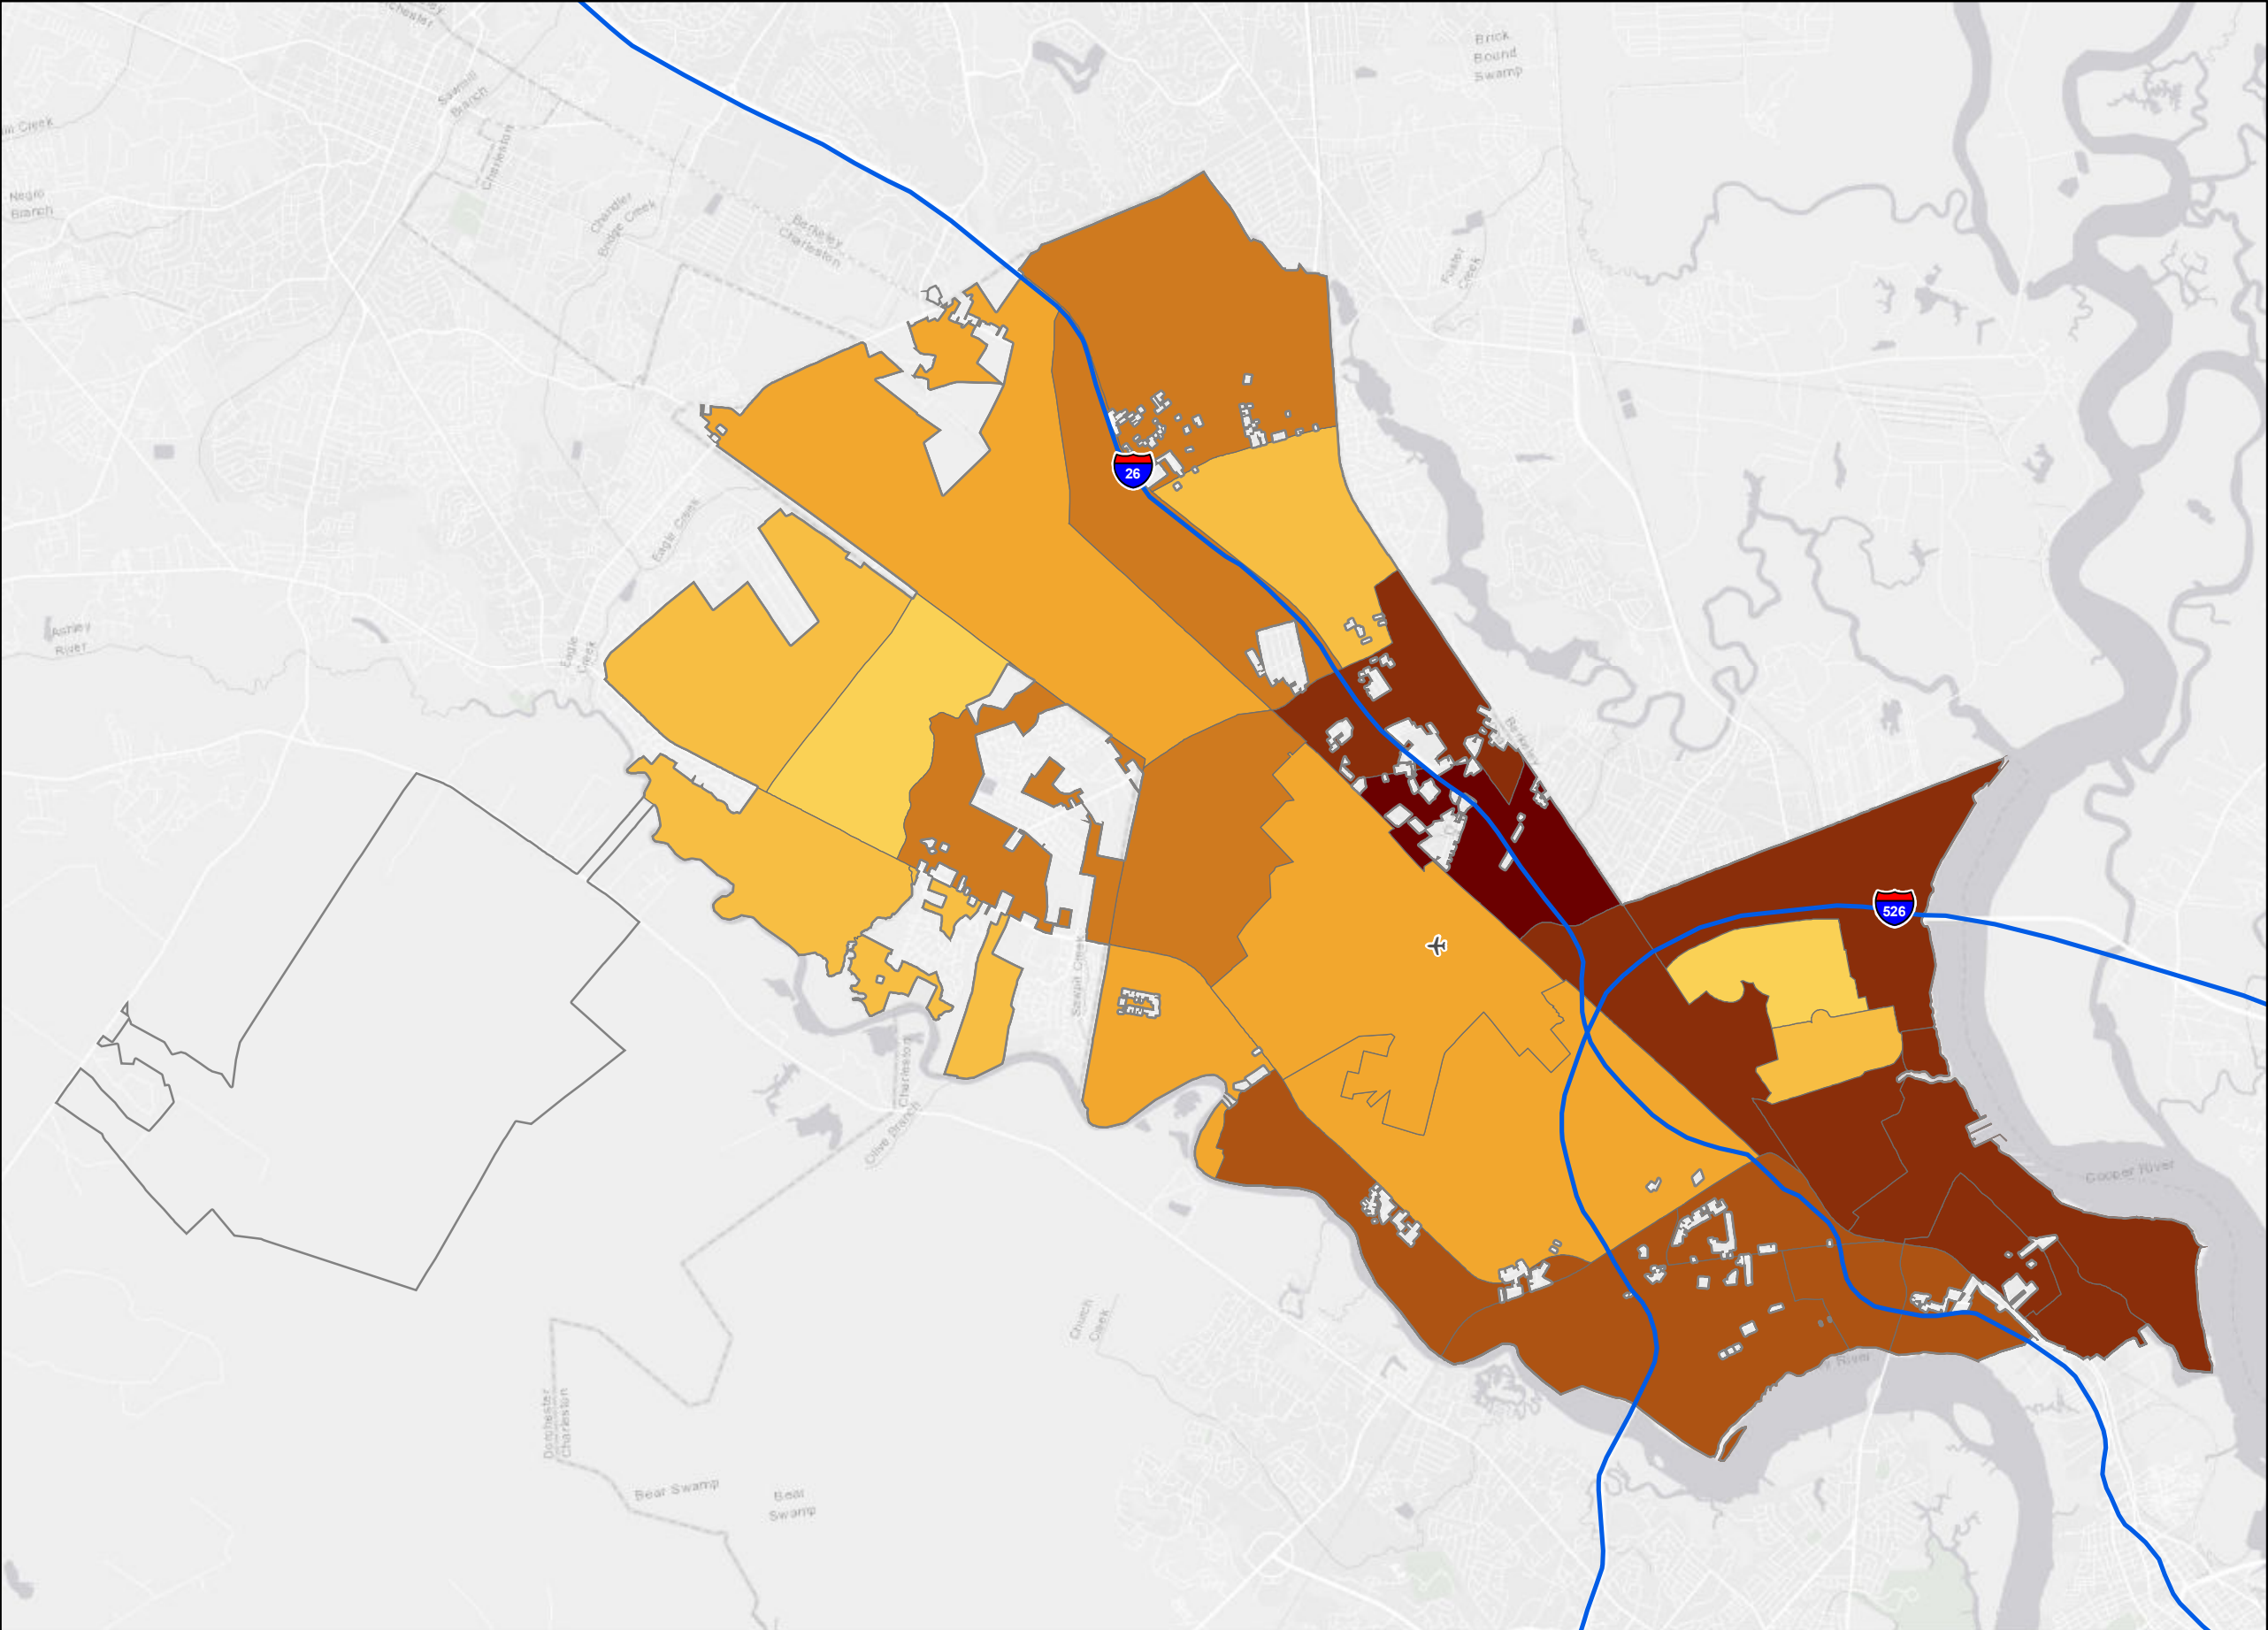 Brick
Bound
Swamp
Sawmill
Branch
Charleston
Negro
Branch
Chandler
Bridge Creek
Berkeley
Charleston
Foster
Creek
26
Eagle Creek
Ashley
River
Eagle
Creek
Berkeley
526
Sawpit Creek
Charleston
Olive Branch
Cooper River
Church
Creek
River
Dorchester
Charleston
Bear Swamp
Bear
Swamp